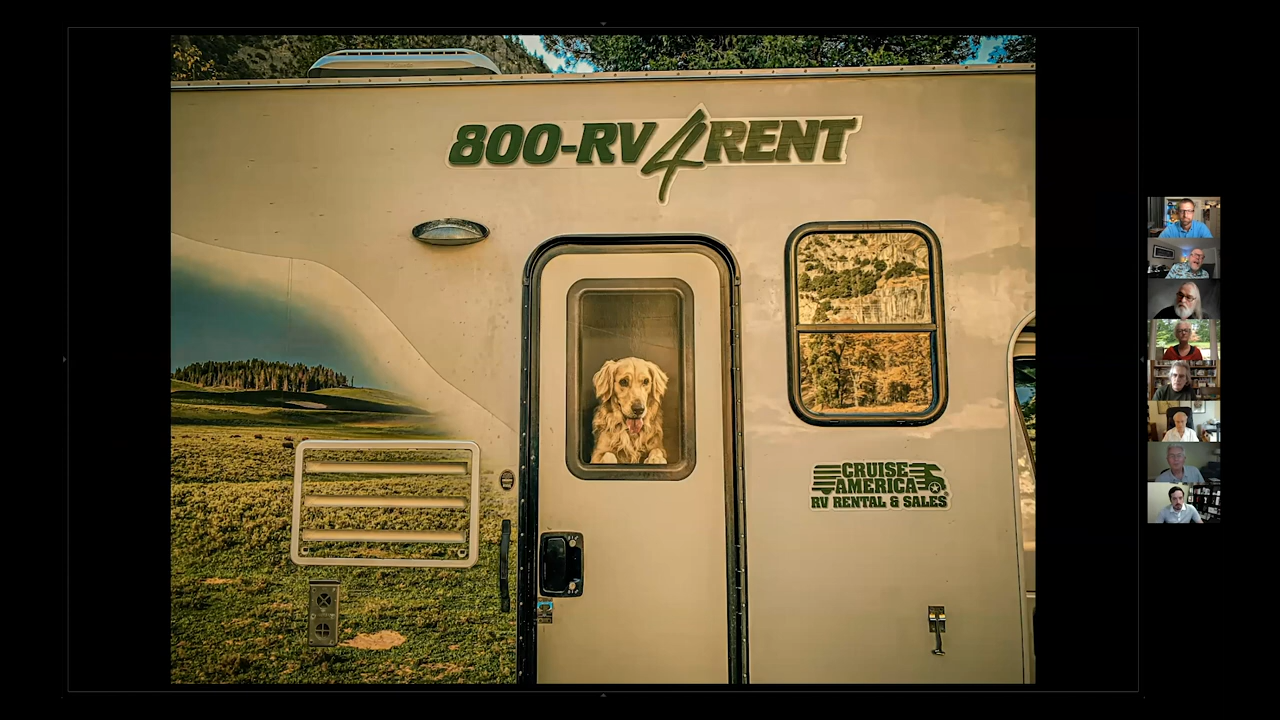 800-RV4RENT
CRUISE
AMERICA
RV RENTAL & SALES